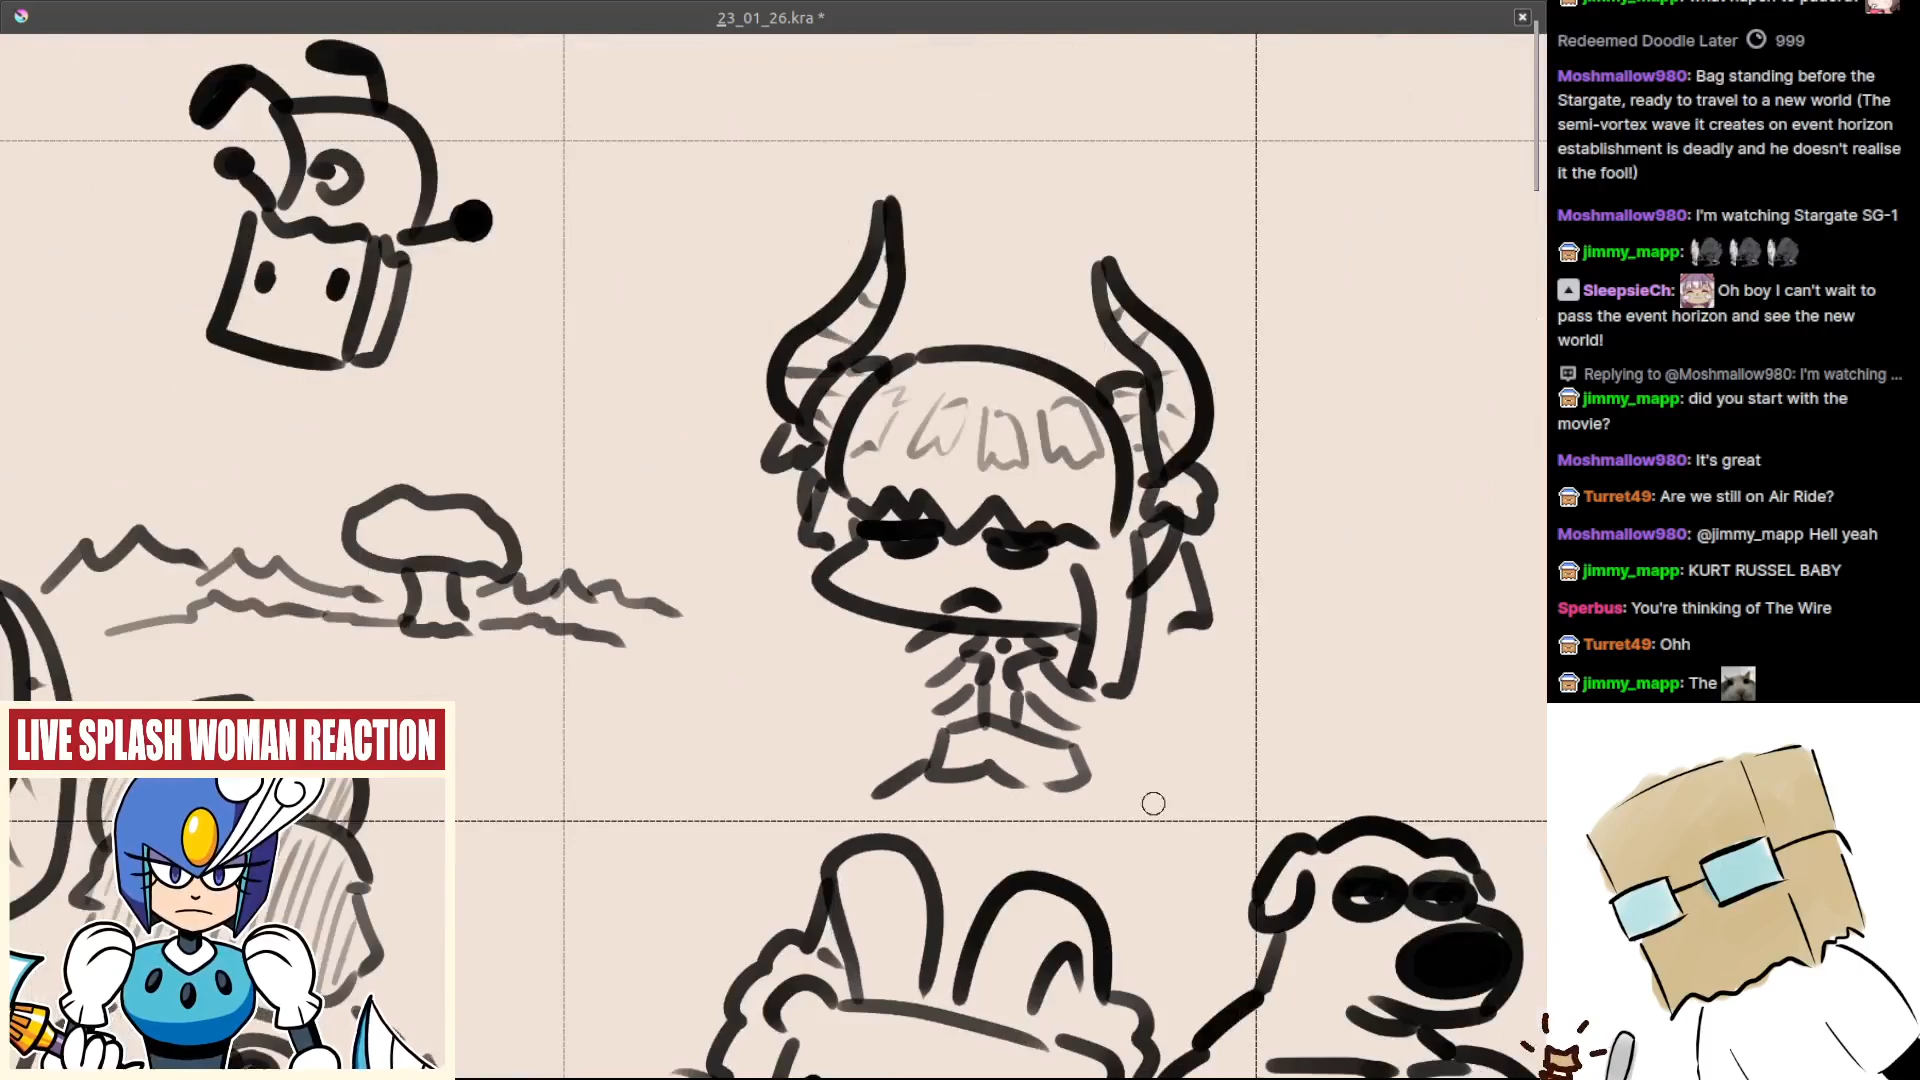 23_01_26.kra *
Redeemed Doodle Later 999
Moshmallow980: Bag standing before the
Stargate, ready to travel to a new world (The
semi-vortex wave it creates on event horizon
establishment is deadly and he doesn't realise
it the fool!)
Moshmallow980: I'm watching Stargate SG-1
jimmy_mapp:
SleepsieCh: Oh boy I can't wait to
pass the event horizon and see the new
world!
Replying to @Moshmallow980: I'm watching ...
jimmy_mapp: did you start with the
movie?
Moshmallow980: It's great
Turret49: Are we still on Air Ride?
Moshmallow980: @jimmy_mapp Hell yeah
jimmy_mapp: KURT RUSSEL BABY
Sperbus: You're thinking of The Wire
Turret49: Ohh
jimmy_mapp: The
LIVE SPLASH WOMAN REACTION